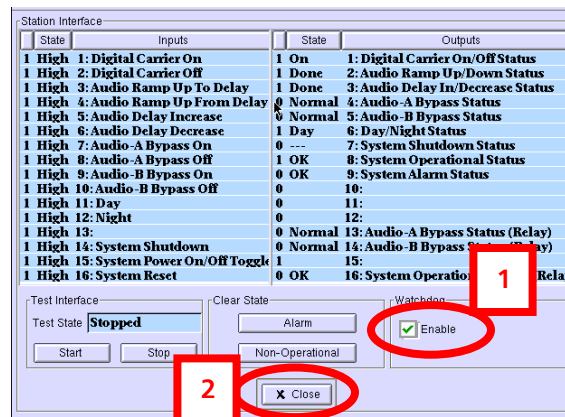 Station Interface
State Inputs State Outputs
1 High 1: Digital Carrier On 1 On 1: Digital Carrier On/Off Status
1 High 2: Digital Carrier Off 1 Done 2: Audio Ramp Up/Down Status
1 High 3: Audio Ramp Up To Delay 1 Done 3: Audio Delay In/Decrease Status
1 High 4: Audio Ramp Up From Delay 0 Normal 4: Audio-A Bypass Status
1 High 5: Audio Delay Increase 0 Normal 5: Audio-B Bypass Status
1 High 6: Audio Delay Decrease 1 Day 6: Day/Night Status
1 High 7: Audio-A Bypass On 0 --- 7: System Shutdown Status
1 High 8: Audio-A Bypass Off 1 OK 8: System Operational Status
1 High 9: Audio-B Bypass On 0 OK 9: System Alarm Status
1 High 10: Audio-B Bypass Off 0 10:
1 High 11: Day 0 11:
1 High 12: Night 0 12:
1 High 13: 0 Normal 13: Audio-A Bypass Status (Relay)
1 High 14: System Shutdown 0 Normal 14: Audio-B Bypass Status (Relay)
1 High 15: System Power On/Off Toggle 1 15:
1 High 16: System Reset 0 OK 16: System Operation Rela
Test Interface Clear State Watchdog
Test State Stopped Alarm Enable
Start Stop Non-Operational
Close
1
2